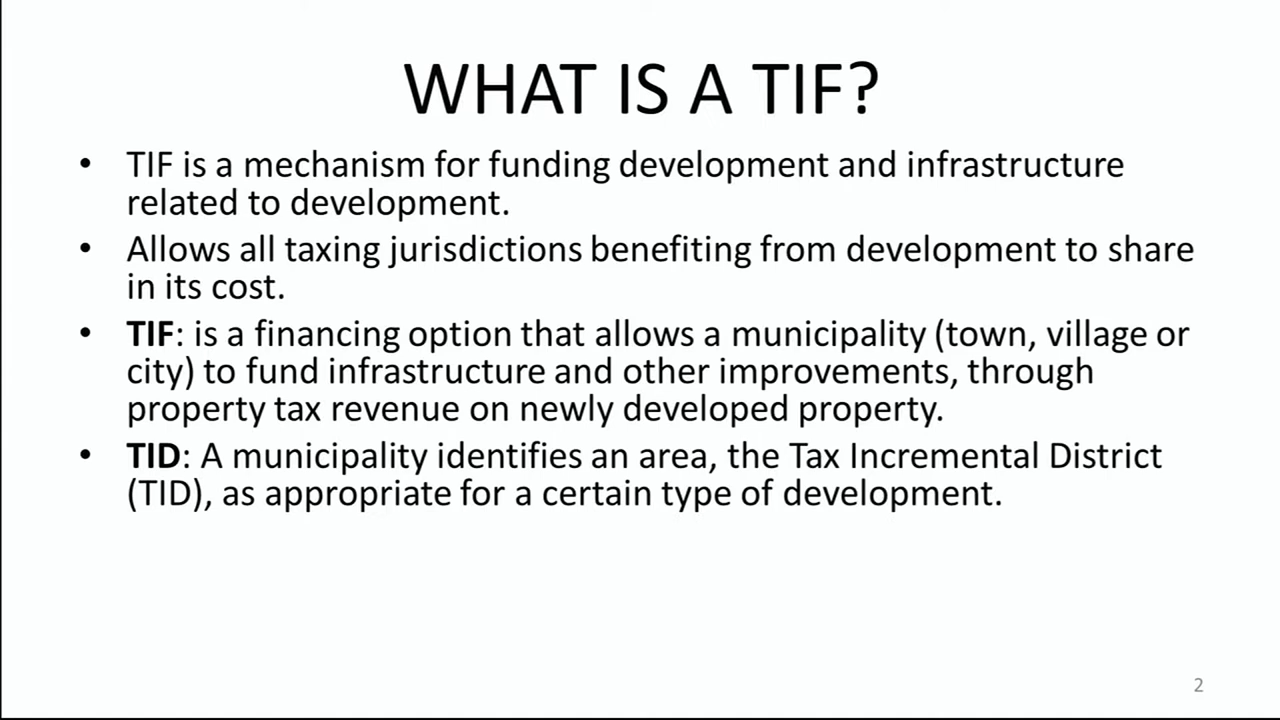 WHAT IS A TIF?
• TIF is a mechanism for funding development and infrastructure
related to development.
• Allows all taxing jurisdictions benefiting from development to share
in its cost.
• TIF: is a financing option that allows a municipality (town, village or
city) to fund infrastructure and other improvements, through
property tax revenue on newly developed property.
• TID: A municipality identifies an area, the Tax Incremental District
(TID), as appropriate for a certain type of development.
2